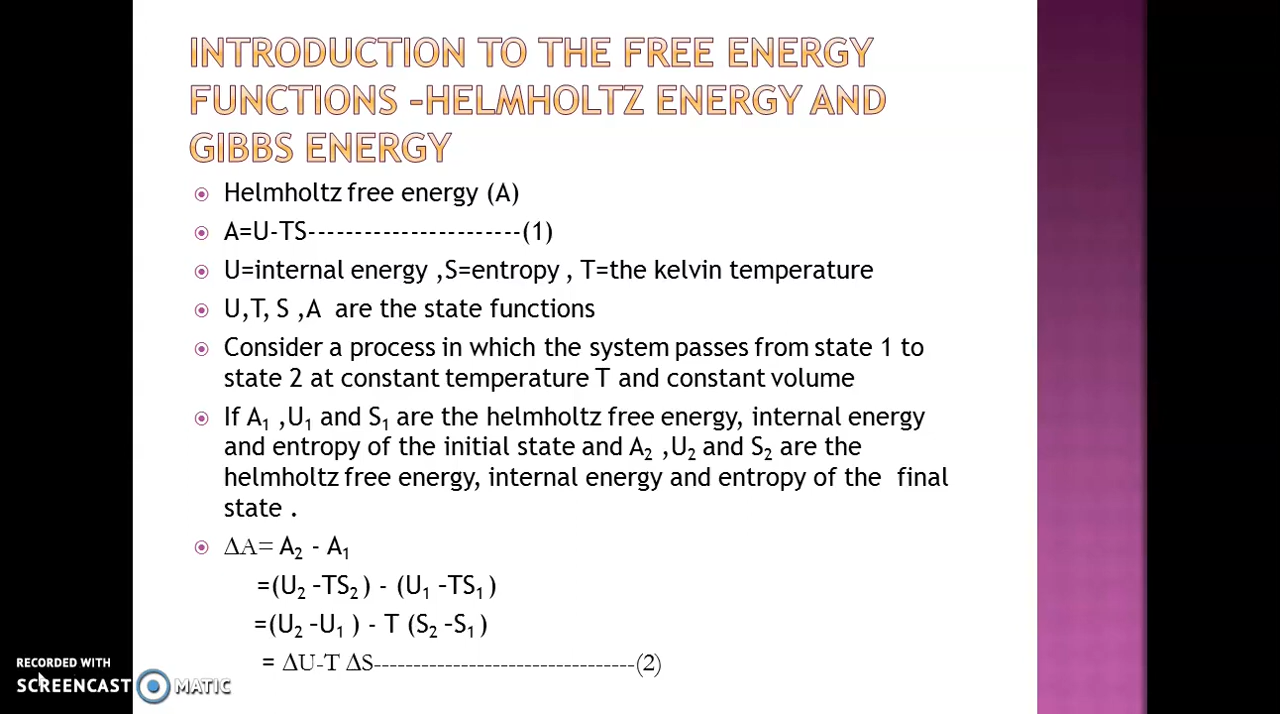 INTRODUCTION TO THE FREE ENERGY
FUNCTIONS –HELMHOLTZ ENERGY AND
GIBBS ENERGY
Helmholtz free energy (A)
A=U-TS-----------------------(1)
U=internal energy ,S=entropy , T=the kelvin temperature
U,T, S ,A are the state functions
Consider a process in which the system passes from state 1 to
state 2 at constant temperature T and constant volume
If A₁ ,U₁ and S₁ are the helmholtz free energy, internal energy
and entropy of the initial state and A₂ ,U₂ and S₂ are the
helmholtz free energy, internal energy and entropy of the final
state .
ΔA= A₂ - A₁
=(U₂ –TS₂ ) - (U₁ –TS₁ )
=(U₂ –U₁ ) - T (S₂ –S₁ )
= ΔU-T ΔS---------------------------------(2)
RECORDED WITH
SCREENCAST MATIC